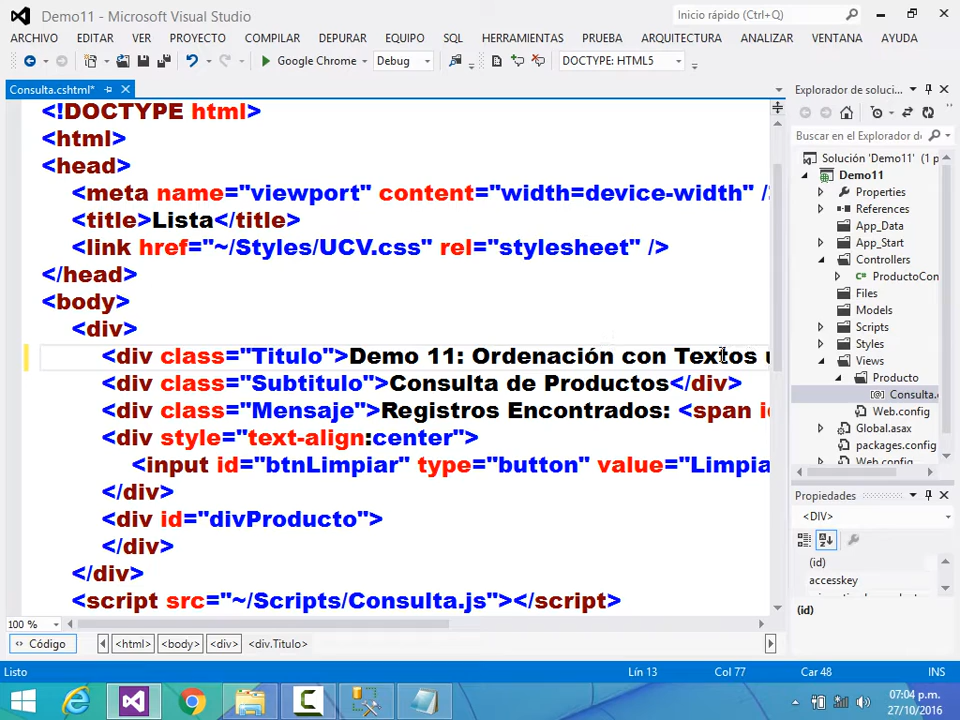 Demo11 - Microsoft Visual Studio
Inicio rápido (Ctrl+Q)
ARCHIVO EDITAR VER PROYECTO COMPILAR DEPURAR EQUIPO SQL HERRAMIENTAS PRUEBA ARQUITECTURA ANALIZAR VENTANA AYUDA
Google Chrome Debug DOCTYPE: HTML5
Consulta.cshtml*
<!DOCTYPE html>
<html>
<head>
<meta name="viewport" content="width=device-width" />
<title>Lista</title>
<link href="~/Styles/UCV.css" rel="stylesheet" />
</head>
<body>
<div>
<div class="Titulo">Demo 11: Ordenación con Textos u
<div class="Subtitulo">Consulta de Productos</div>
<div class="Mensaje">Registros Encontrados: <span i
<div style="text-align:center">
<input id="btnLimpiar" type="button" value="Limpia
</div>
<div id="divProducto">
</div>
</div>
<script src="~/Scripts/Consulta.js"></script>
100 %
Código <html> <body> <div> <div.Titulo>
Explorador de soluci...
Buscar en el Explorador de
Solución 'Demo11' (1 p
Demo11
Properties
References
App_Data
App_Start
Controllers
C# ProductoCon
Files
Models
Scripts
Styles
Views
Producto
[@] Consulta.c
Web.config
Global.asax
packages.config
Web.config
Propiedades
<DIV>
(id)
accesskey
(id)
Listo Lín 13 Col 77 Car 48 INS
07:04 p.m.
27/10/2016